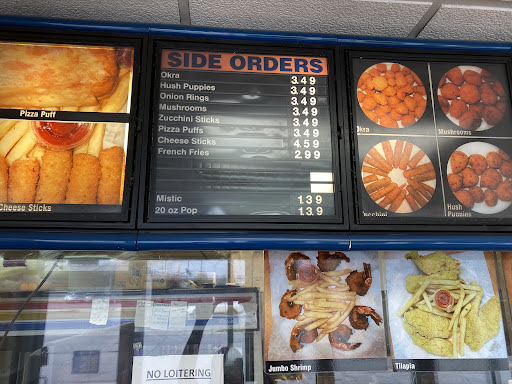 SIDE ORDERS
Okra 3.49
Hush Puppies 3.49
Onion Rings 3.49
Mushrooms 3.49
Zucchini Sticks 3.49
Pizza Puffs 3.49
Cheese Sticks 4.59
French Fries 2.99
Mistic 1.39
20 oz Pop 1.39
Pizza Puff
Cheese Sticks
Okra
Mushrooms
Hush
Puppies
Jumbo Shrimp
Tilapia
NO LOITERING